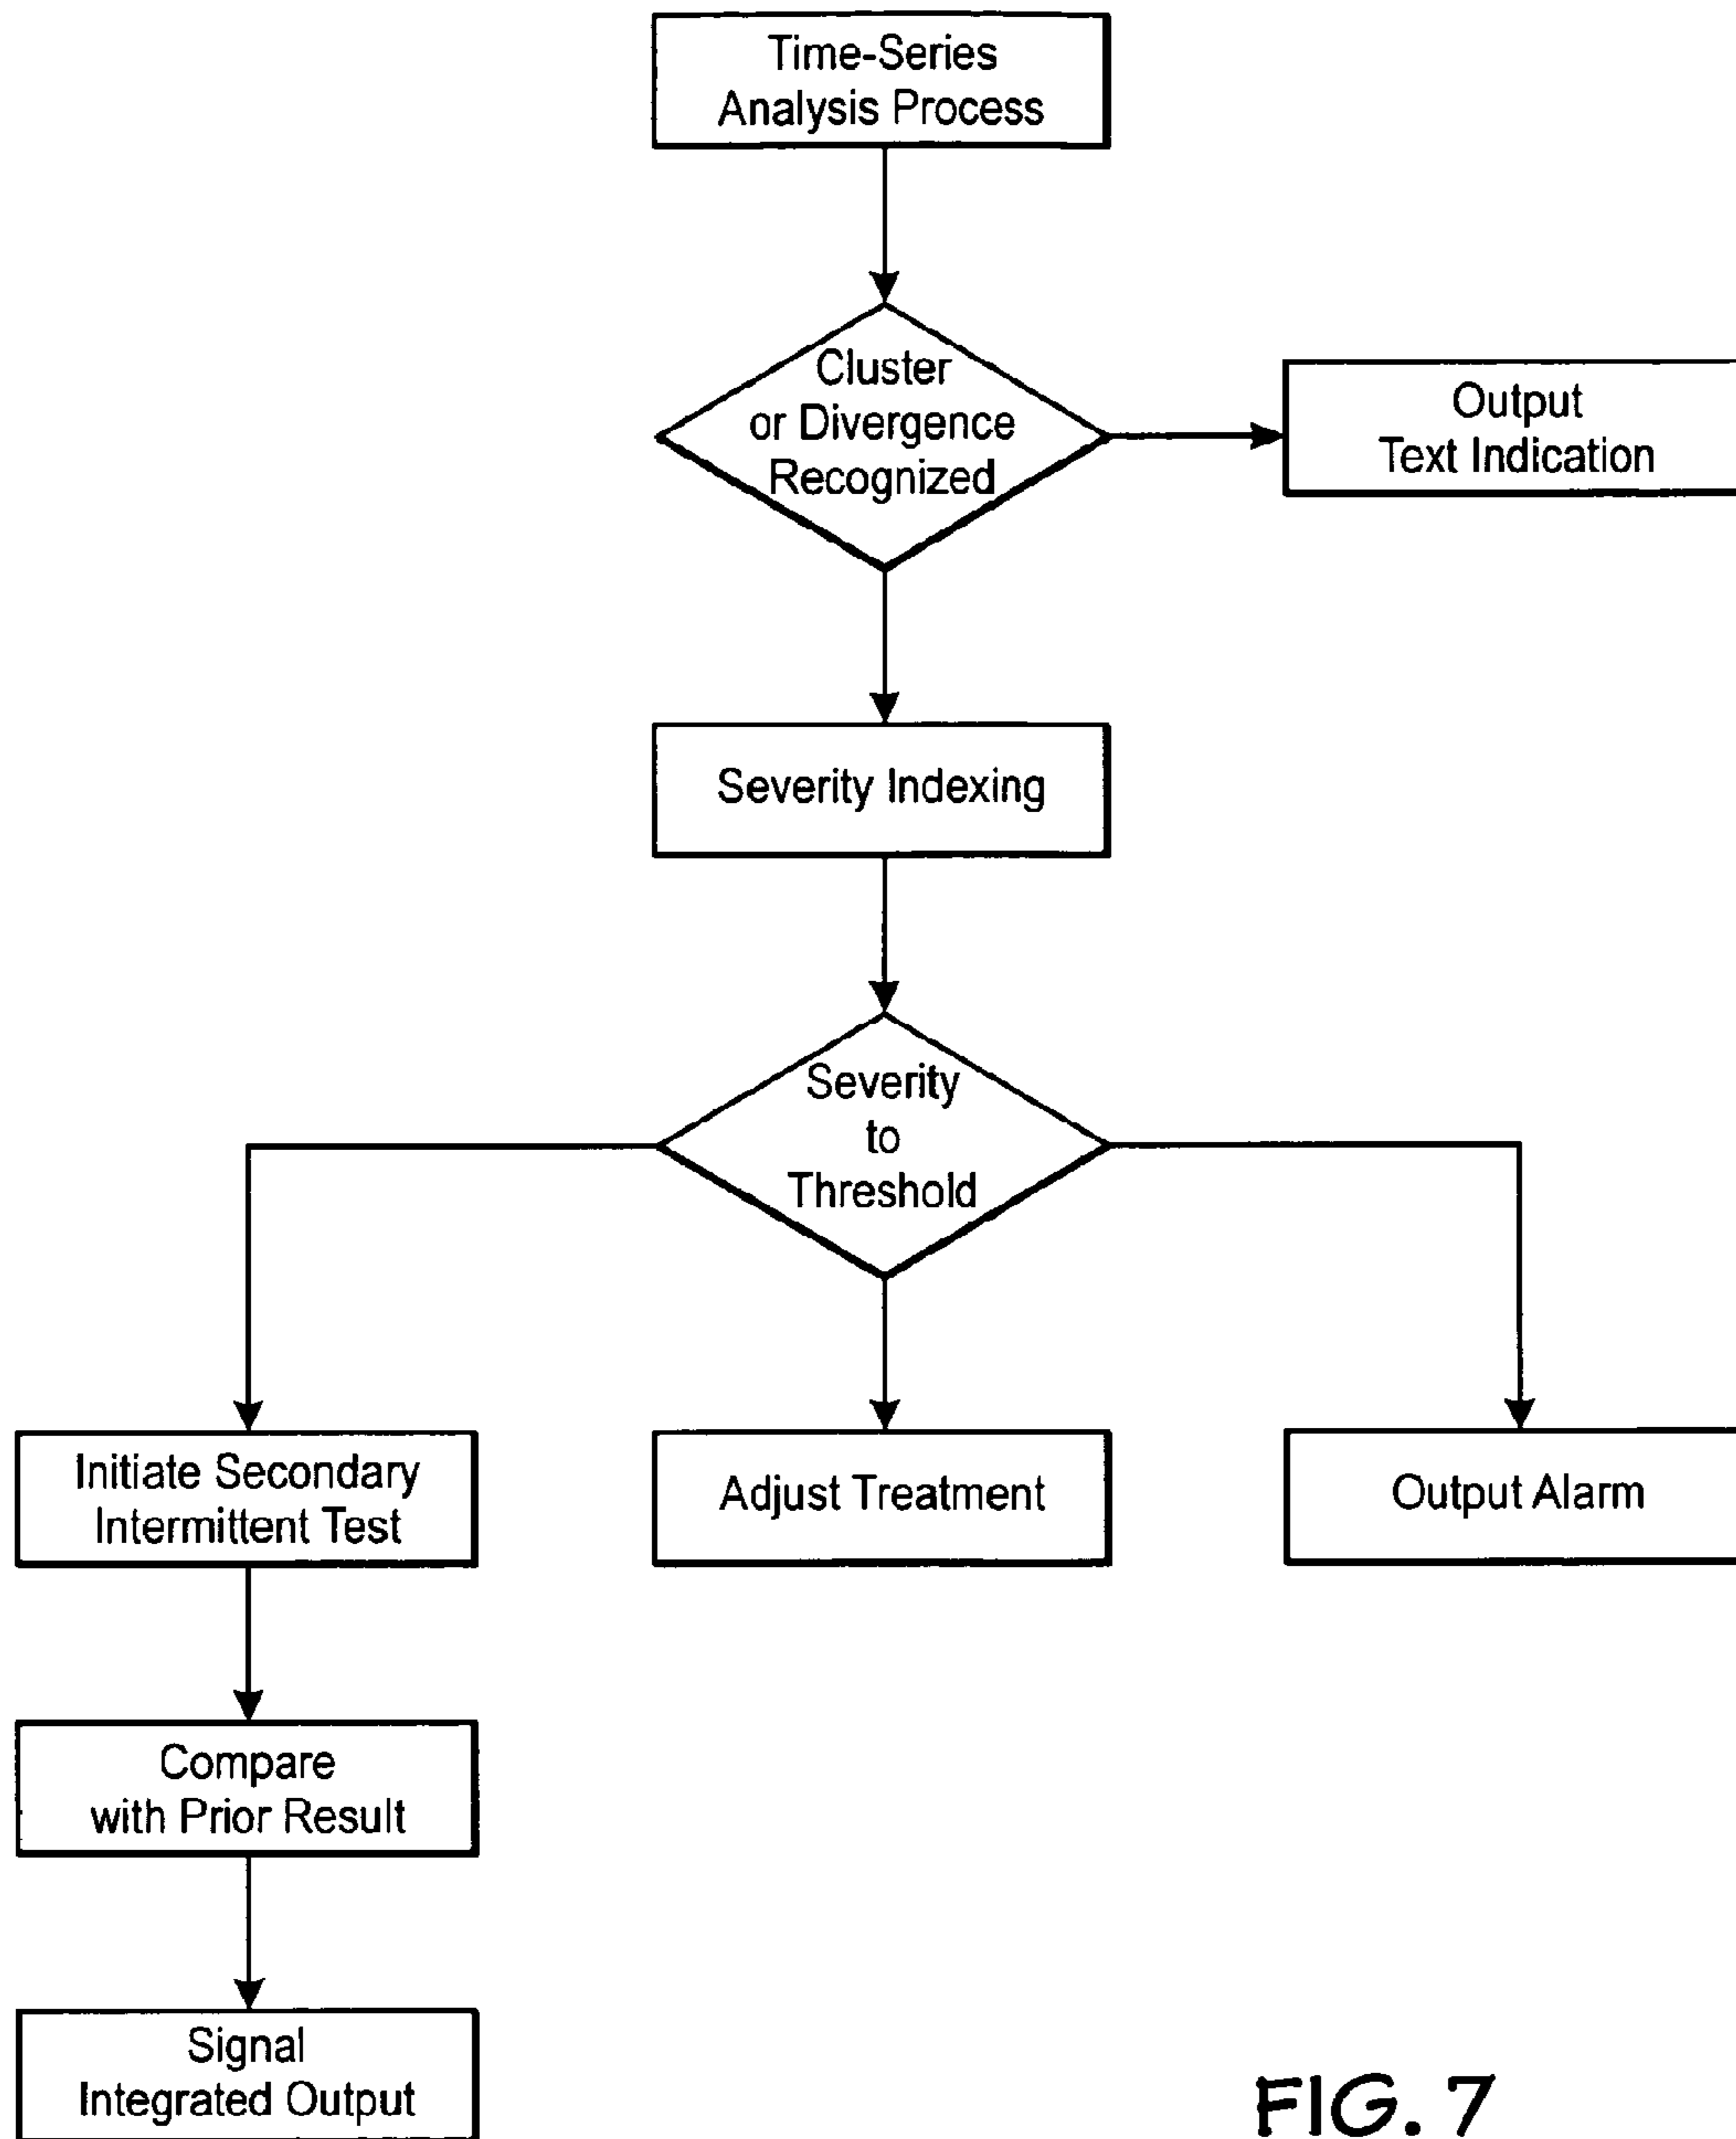 Time-Series
Analysis Process
Cluster
or Divergence
Recognized
Output
Text Indication
Severity Indexing
Severity
to
Threshold
Initiate Secondary
Intermittent Test
Adjust Treatment
Output Alarm
Compare
with Prior Result
Signal
Integrated Output
FIG. 7